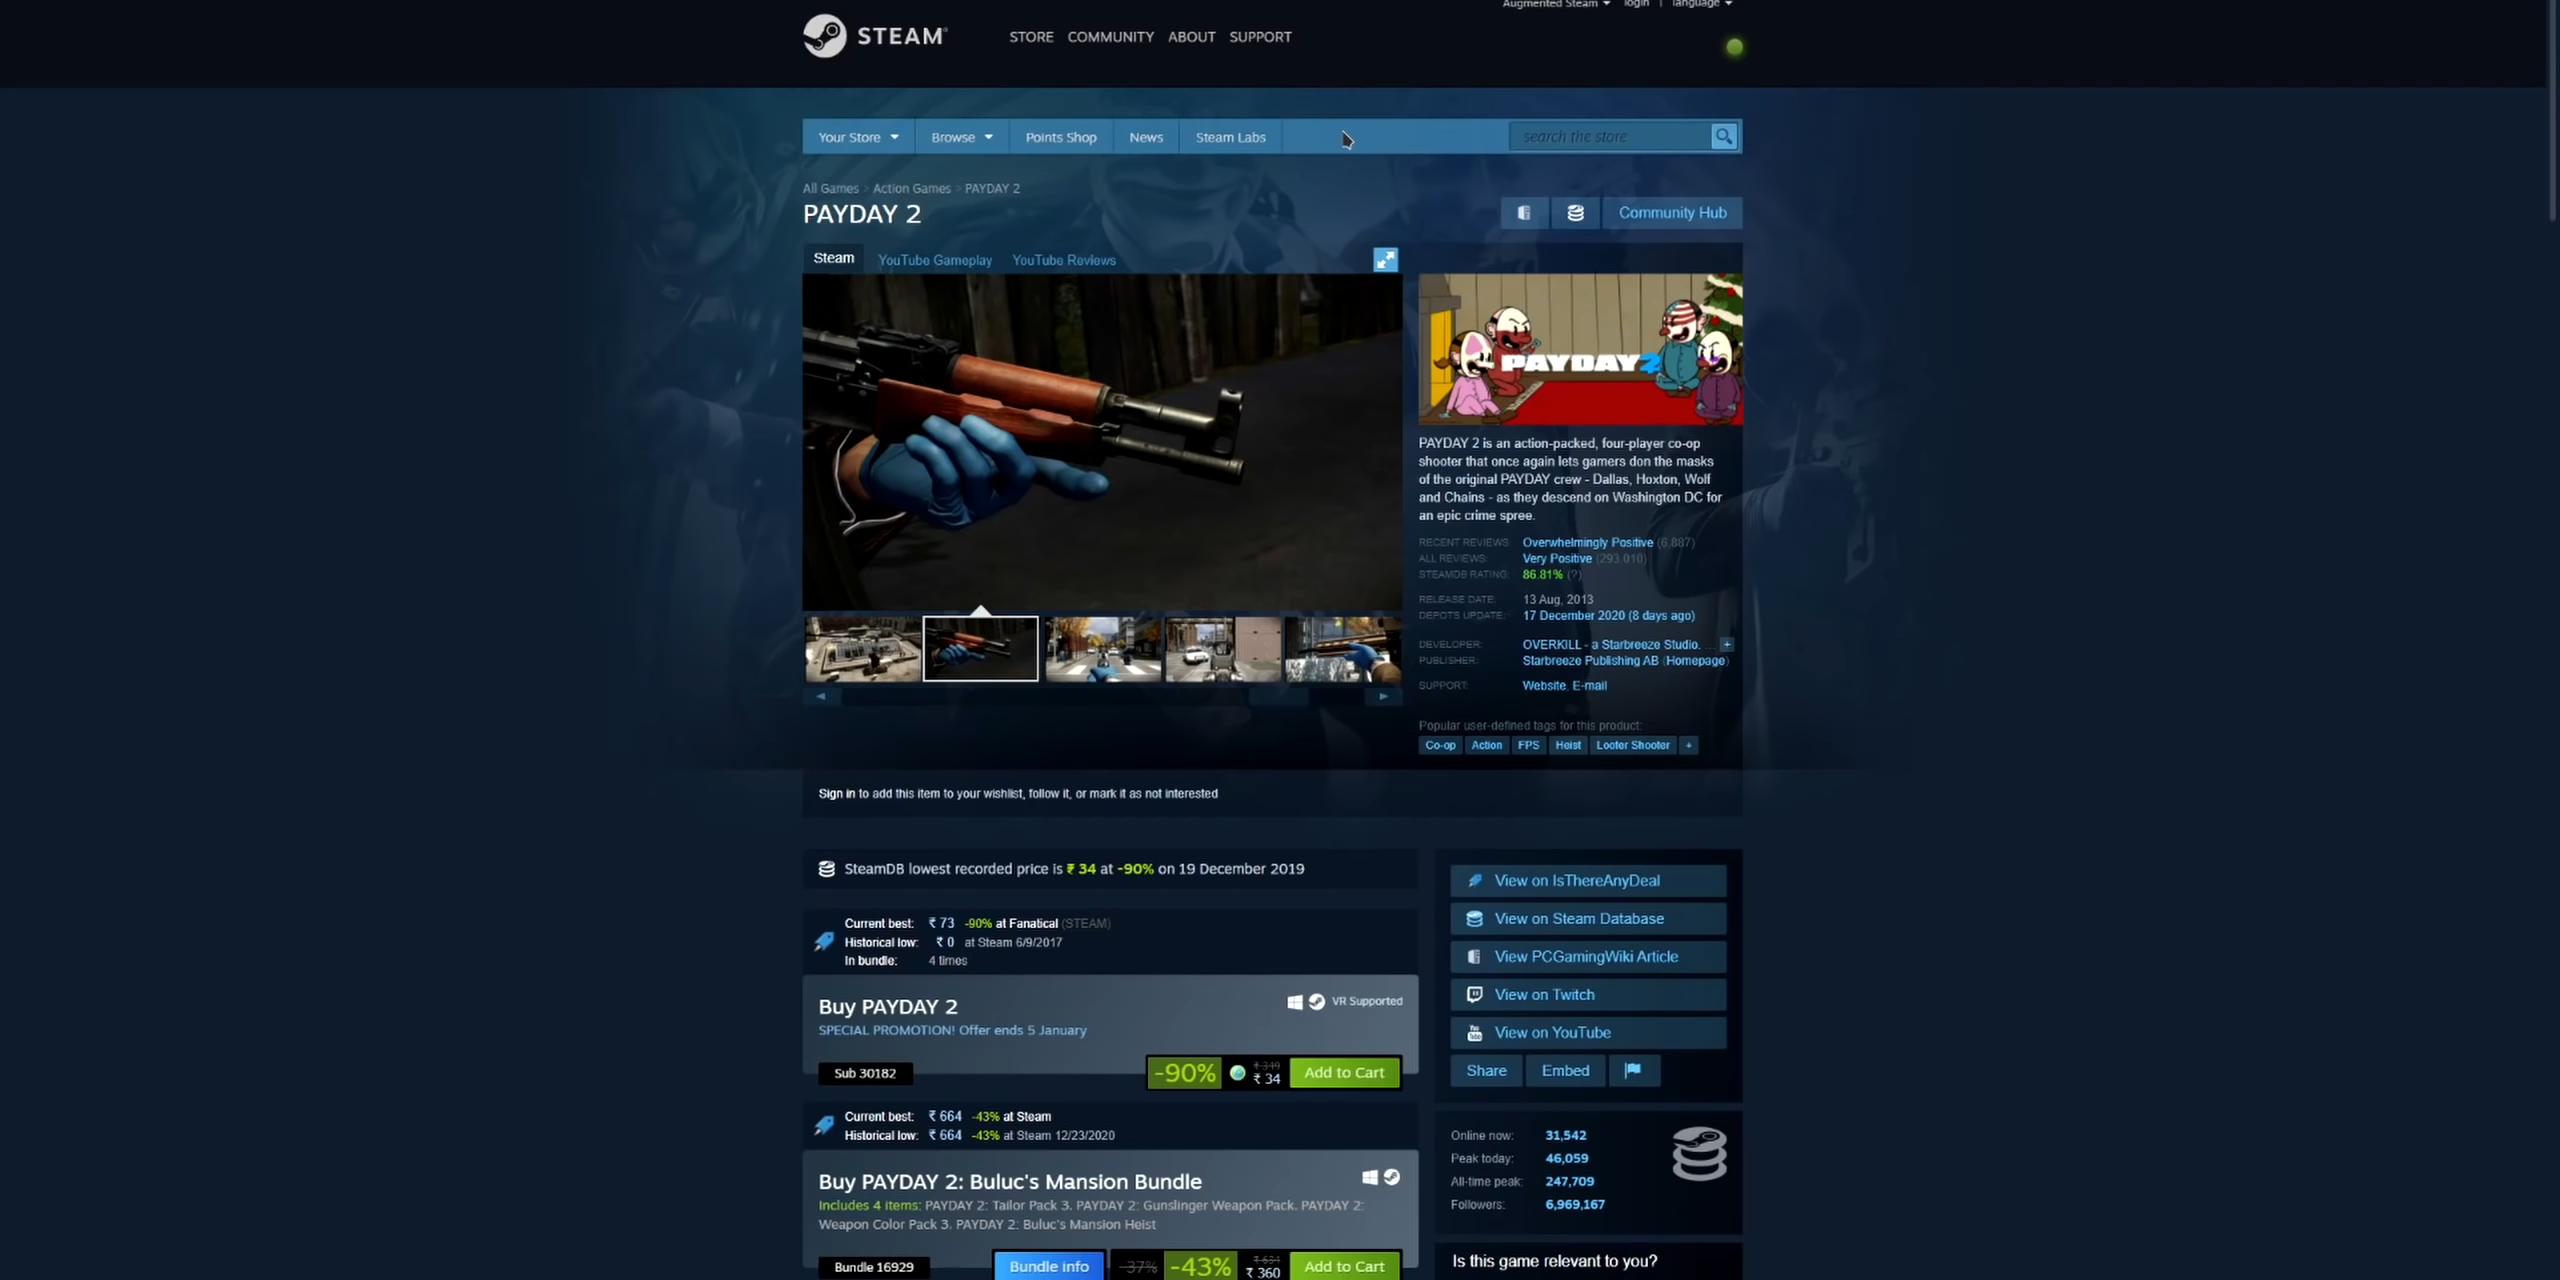 Augmented Steam login | language
STEAM®
STORE COMMUNITY ABOUT SUPPORT
Your Store Browse Points Shop News Steam Labs search the store
All Games > Action Games > PAYDAY 2
PAYDAY 2
Community Hub
Steam YouTube Gameplay YouTube Reviews
PAYDAY 2
PAYDAY 2 is an action-packed, four-player co-op
shooter that once again lets gamers don the masks
of the original PAYDAY crew - Dallas, Hoxton, Wolf
and Chains - as they descend on Washington DC for
an epic crime spree.
RECENT REVIEWS: Overwhelmingly Positive (6,887)
ALL REVIEWS: Very Positive (293,010)
STEAMDB RATING: 86.81% (?)
RELEASE DATE: 13 Aug, 2013
DEPOTS UPDATE: 17 December 2020 (8 days ago)
DEVELOPER: OVERKILL - a Starbreeze Studio. ... +
PUBLISHER: Starbreeze Publishing AB (Homepage)
SUPPORT: Website, E-mail
Popular user-defined tags for this product:
Co-op Action FPS Heist Looter Shooter +
Sign in to add this item to your wishlist, follow it, or mark it as not interested
SteamDB lowest recorded price is ₹ 34 at -90% on 19 December 2019
Current best: ₹ 73 -90% at Fanatical (STEAM)
Historical low: ₹ 0 at Steam 6/9/2017
In bundle: 4 times
Buy PAYDAY 2
VR Supported
SPECIAL PROMOTION! Offer ends 5 January
Sub 30182
-90% ₹ 349 ₹ 34 Add to Cart
Current best: ₹ 664 -43% at Steam
Historical low: ₹ 664 -43% at Steam 12/23/2020
Buy PAYDAY 2: Buluc's Mansion Bundle
Includes 4 items: PAYDAY 2: Tailor Pack 3, PAYDAY 2: Gunslinger Weapon Pack, PAYDAY 2:
Weapon Color Pack 3, PAYDAY 2: Buluc's Mansion Heist
Bundle 16929
Bundle info -37% -43% ₹ 634 ₹ 360 Add to Cart
View on IsThereAnyDeal
View on Steam Database
View PCGamingWiki Article
View on Twitch
View on YouTube
Share Embed
Online now: 31,542
Peak today: 46,059
All-time peak: 247,709
Followers: 6,969,167
Is this game relevant to you?